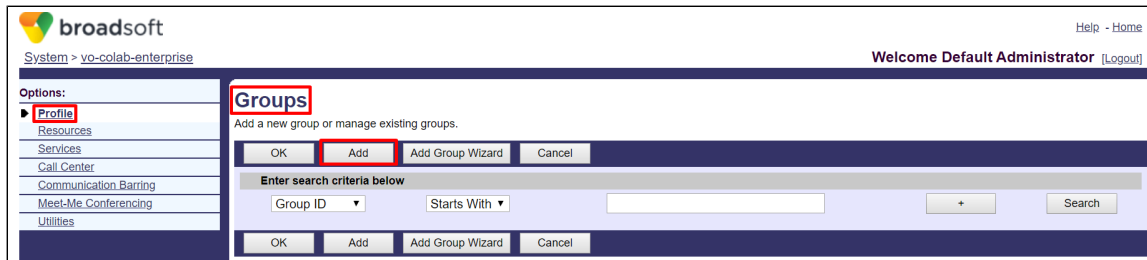 broadsoft
Help - Home
System > vo-colab-enterprise
Welcome Default Administrator [Logout]
Options:
Profile
Resources
Services
Call Center
Communication Barring
Meet-Me Conferencing
Utilities
Groups
Add a new group or manage existing groups.
OK Add Add Group Wizard Cancel
Enter search criteria below
Group ID Starts With + Search
OK Add Add Group Wizard Cancel